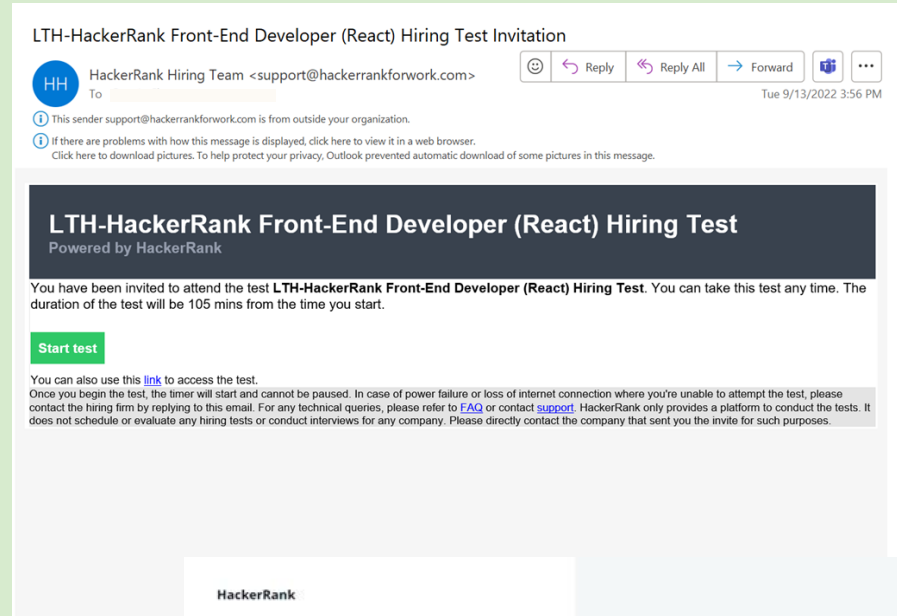 LTH-HackerRank Front-End Developer (React) Hiring Test Invitation
HH
HackerRank Hiring Team <support@hackerrankforwork.com>
To
Reply
Reply All
Forward
Tue 9/13/2022 3:56 PM
This sender support@hackerrankforwork.com is from outside your organization.
If there are problems with how this message is displayed, click here to view it in a web browser.
Click here to download pictures. To help protect your privacy, Outlook prevented automatic download of some pictures in this message.
LTH-HackerRank Front-End Developer (React) Hiring Test
Powered by HackerRank
You have been invited to attend the test LTH-HackerRank Front-End Developer (React) Hiring Test. You can take this test any time. The
duration of the test will be 105 mins from the time you start.
Start test
You can also use this link to access the test.
Once you begin the test, the timer will start and cannot be paused. In case of power failure or loss of internet connection where you're unable to attempt the test, please
contact the hiring firm by replying to this email. For any technical queries, please refer to FAQ or contact support. HackerRank only provides a platform to conduct the tests. It
does not schedule or evaluate any hiring tests or conduct interviews for any company. Please directly contact the company that sent you the invite for such purposes.
HackerRank